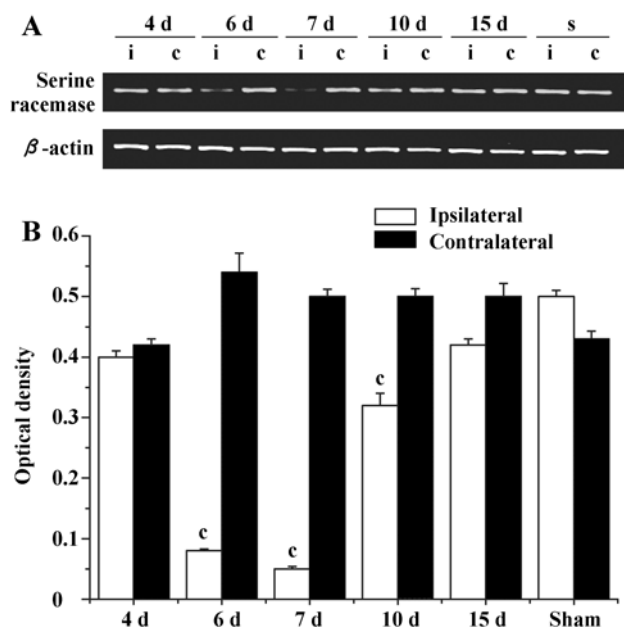 A
4 d 6 d 7 d 10 d 15 d s
i c i c i c i c i c i c
Serine
racemase
β-actin
B
Ipsilateral
Contralateral
0.6
0.5
0.4
0.3
0.2
0.1
0
Optical density
c
c
c
4 d 6 d 7 d 10 d 15 d Sham